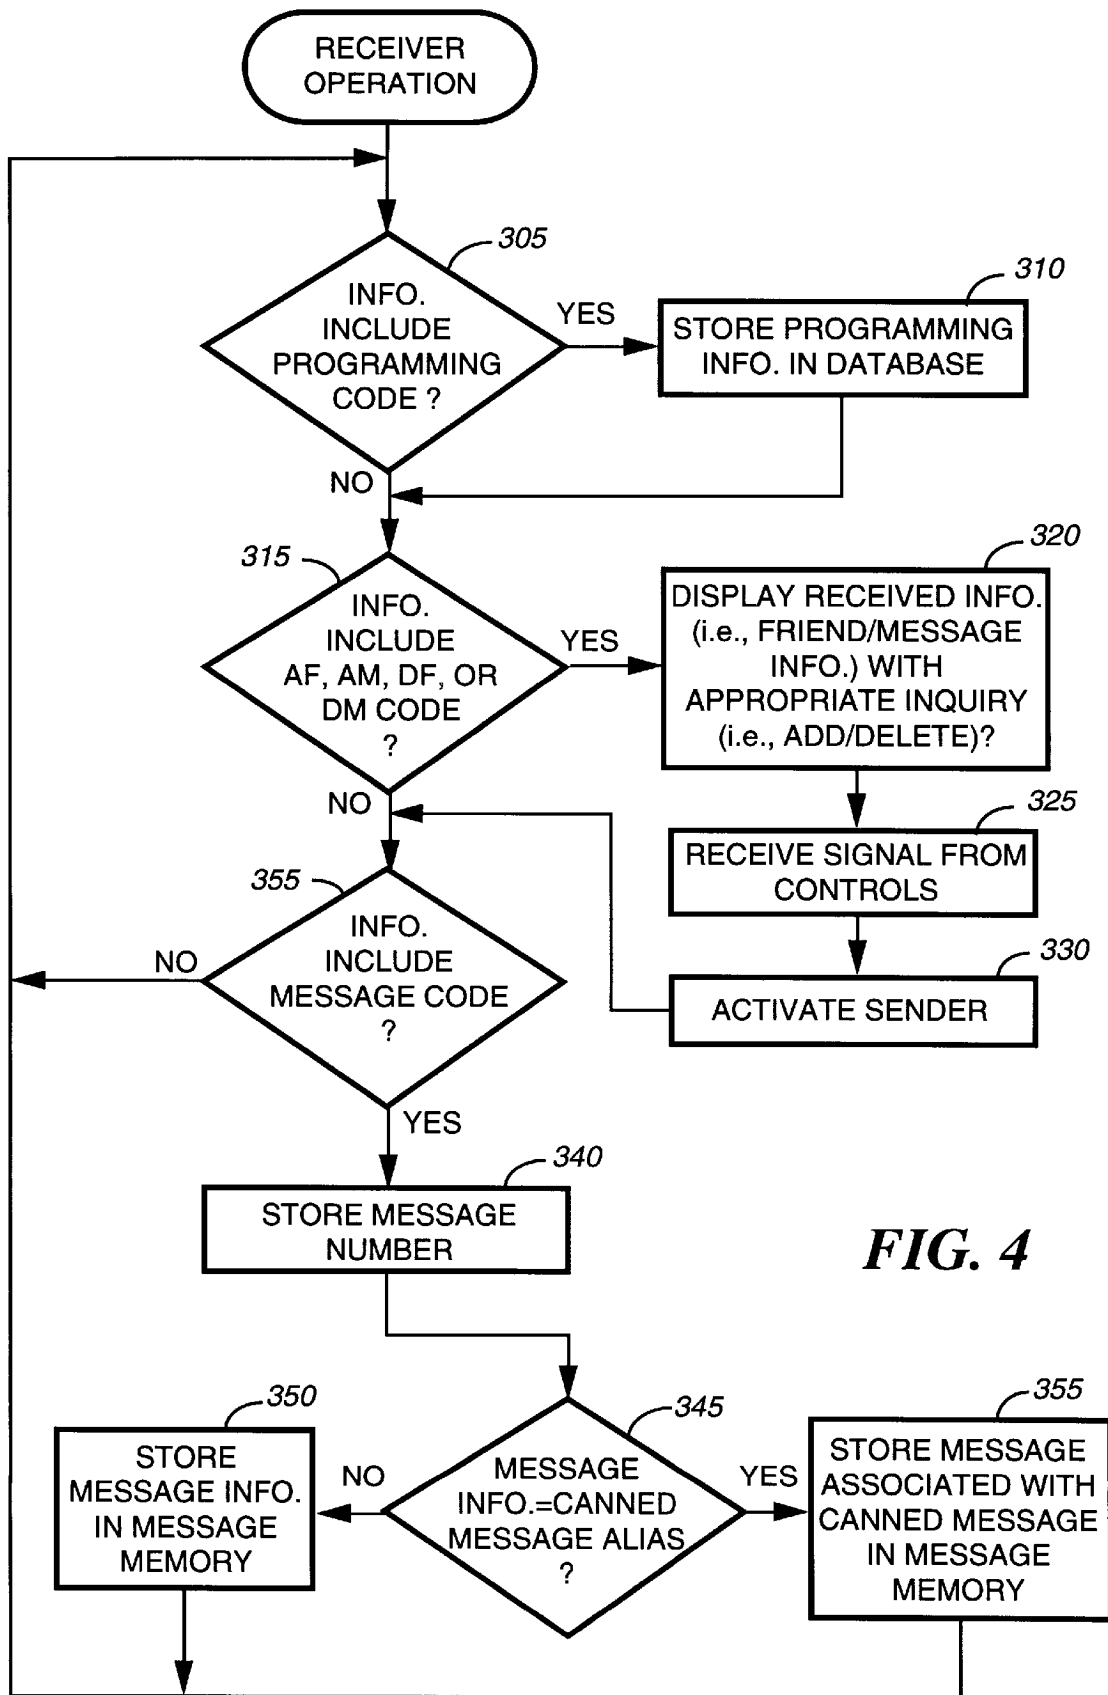 RECEIVER
OPERATION
305
INFO.
INCLUDE
PROGRAMMING
CODE ?
YES
310
STORE PROGRAMMING
INFO. IN DATABASE
NO
315
INFO.
INCLUDE
AF, AM, DF, OR
DM CODE
?
YES
320
DISPLAY RECEIVED INFO.
(i.e., FRIEND/MESSAGE
INFO.) WITH
APPROPRIATE INQUIRY
(i.e., ADD/DELETE)?
NO
325
RECEIVE SIGNAL FROM
CONTROLS
355
INFO.
INCLUDE
MESSAGE CODE
?
NO
330
ACTIVATE SENDER
YES
340
STORE MESSAGE
NUMBER
FIG. 4
345
MESSAGE
INFO.=CANNED
MESSAGE ALIAS
?
NO
350
STORE
MESSAGE INFO.
IN MESSAGE
MEMORY
YES
355
STORE MESSAGE
ASSOCIATED WITH
CANNED MESSAGE
IN MESSAGE
MEMORY